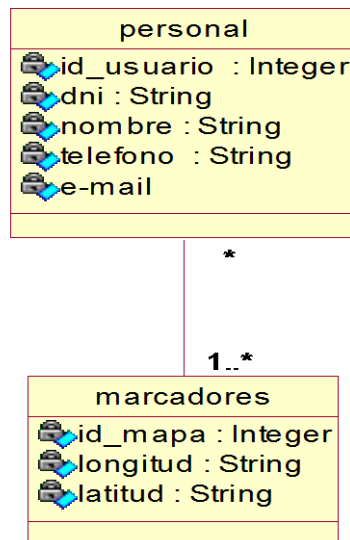 personal
id_usuario : Integer
dni : String
nombre : String
telefono : String
e-mail
*
1..*
marcadores
id_mapa : Integer
longitud : String
latitud : String